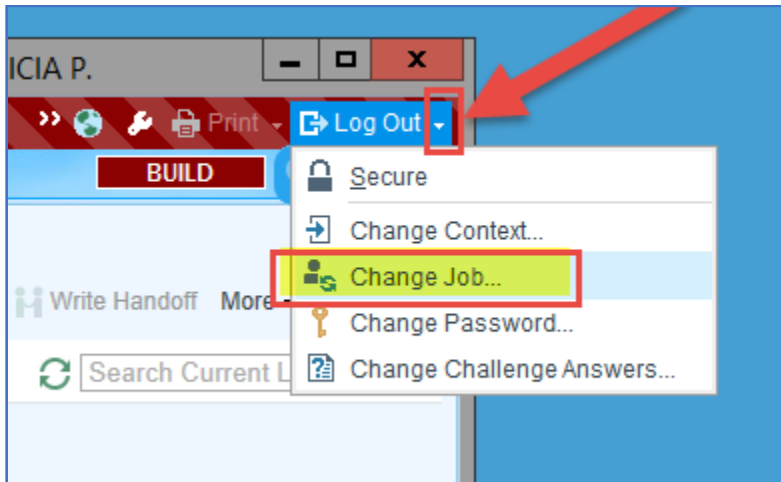 ICIA P.
Print
Log Out
BUILD
Secure
Change Context...
Write Handoff More
Change Job...
Change Password...
Search Current L
Change Challenge Answers...